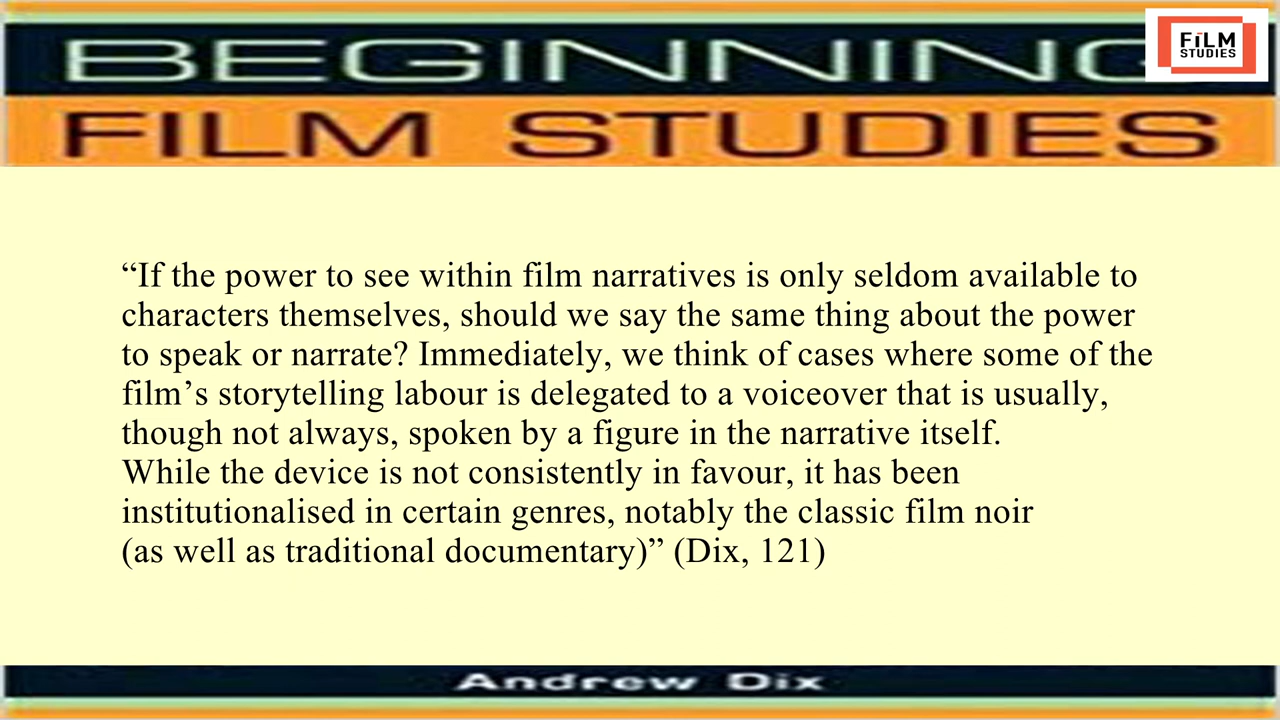 BEGINNING
FiLM
STUDIES
FILM STUDIES
“If the power to see within film narratives is only seldom available to
characters themselves, should we say the same thing about the power
to speak or narrate? Immediately, we think of cases where some of the
film’s storytelling labour is delegated to a voiceover that is usually,
though not always, spoken by a figure in the narrative itself.
While the device is not consistently in favour, it has been
institutionalised in certain genres, notably the classic film noir
(as well as traditional documentary)” (Dix, 121)
Andrew Dix